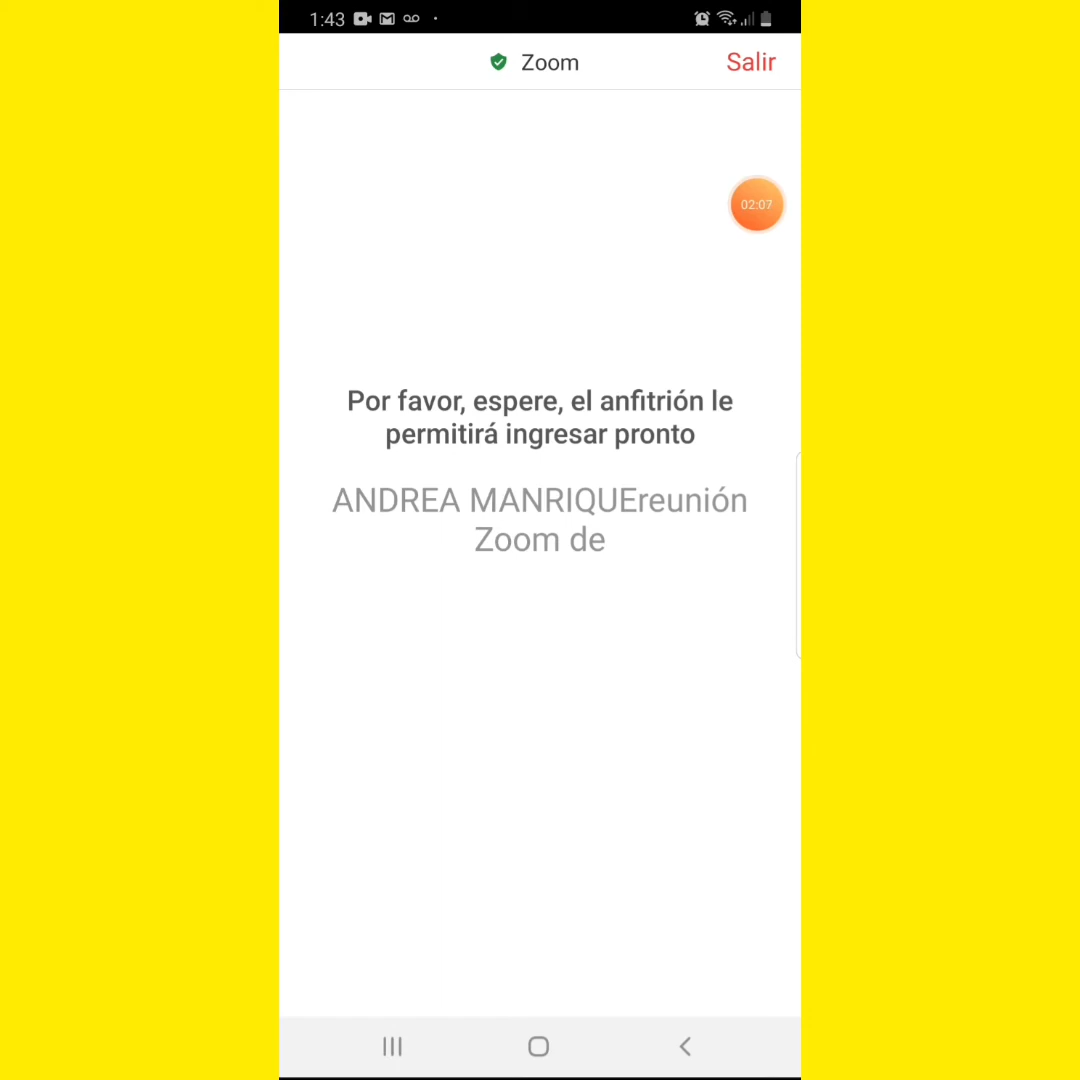 1:43
Zoom
Salir
02:07
Por favor, espere, el anfitrión le
permitirá ingresar pronto
ANDREA MANRIQUEreunión
Zoom de